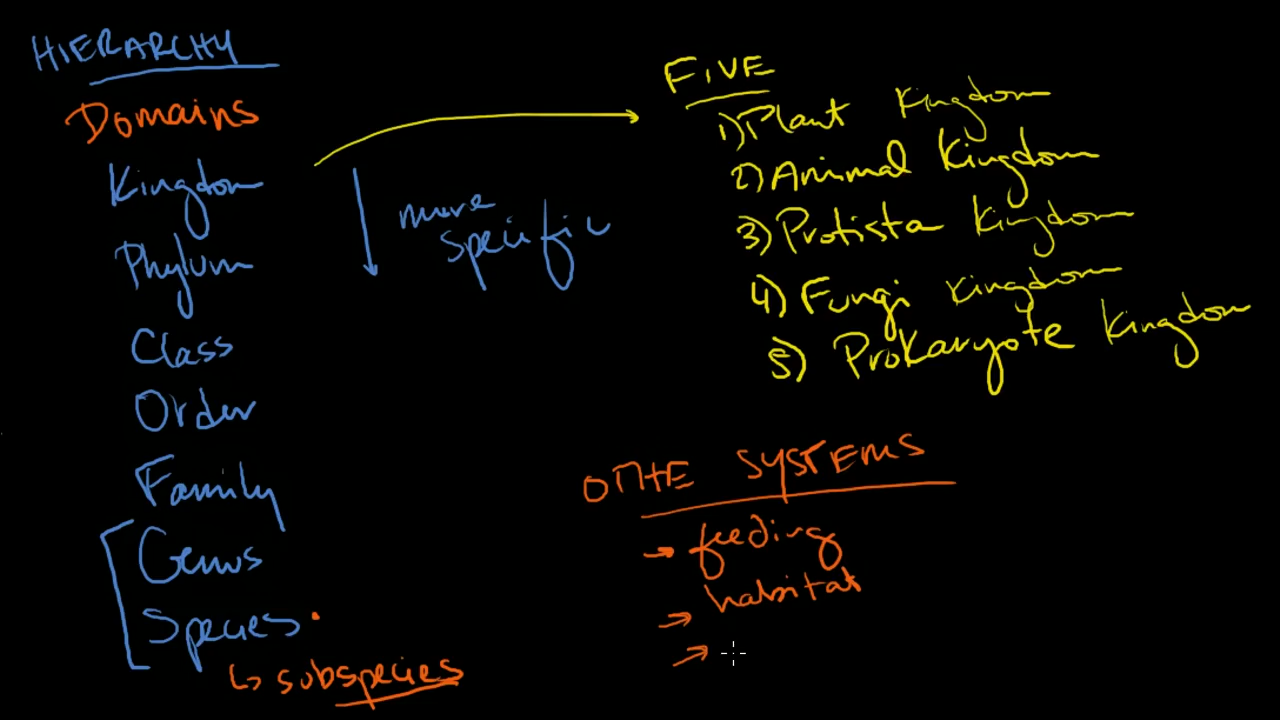 HIERARCHY
Domains
Kingdom
Phylum
Class
Order
Family
Genus
Species
↳ subspecies
more
specific
FIVE
1) Plant Kingdom
2) Animal Kingdom
3) Protista Kingdom
4) Fungi Kingdom
5) Prokaryote Kingdom
SYSTEMS
→ feeding
→ habitat
→